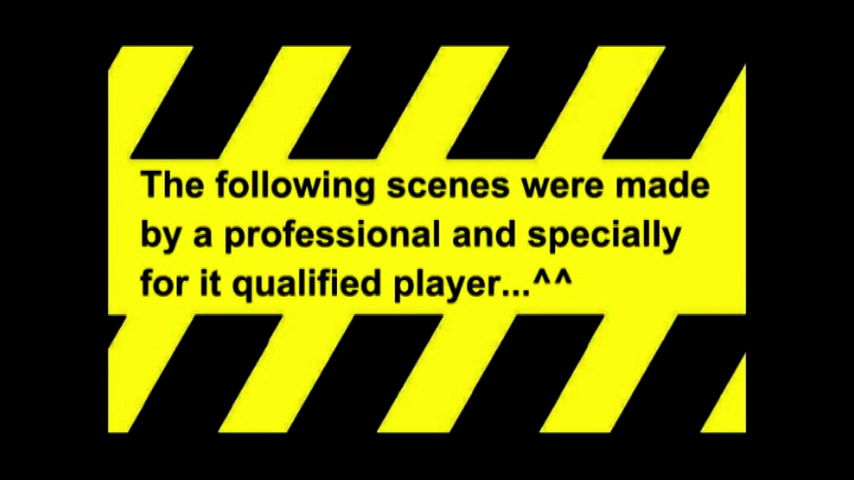 The following scenes were made
by a professional and specially
for it qualified player...^^